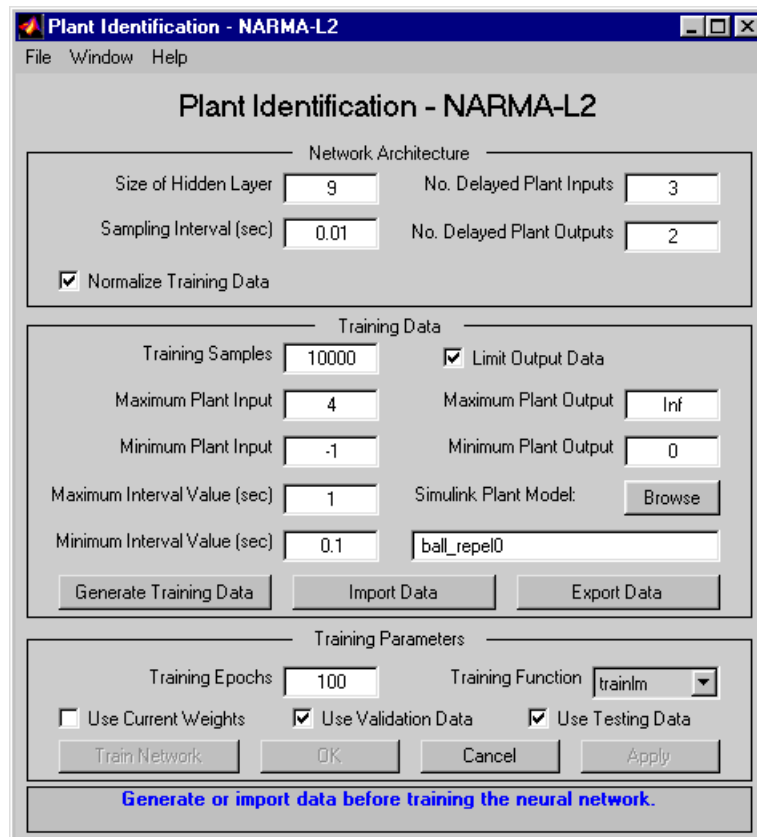 Plant Identification - NARMA-L2
File Window Help
Plant Identification - NARMA-L2
Network Architecture
Size of Hidden Layer 9 No. Delayed Plant Inputs 3
Sampling Interval (sec) 0.01 No. Delayed Plant Outputs 2
Normalize Training Data
Training Data
Training Samples 10000 Limit Output Data
Maximum Plant Input 4 Maximum Plant Output Inf
Minimum Plant Input -1 Minimum Plant Output 0
Maximum Interval Value (sec) 1 Simulink Plant Model: Browse
Minimum Interval Value (sec) 0.1 ball_repel0
Generate Training Data Import Data Export Data
Training Parameters
Training Epochs 100 Training Function trainlm
Use Current Weights Use Validation Data Use Testing Data
Train Network OK Cancel Apply
Generate or import data before training the neural network.